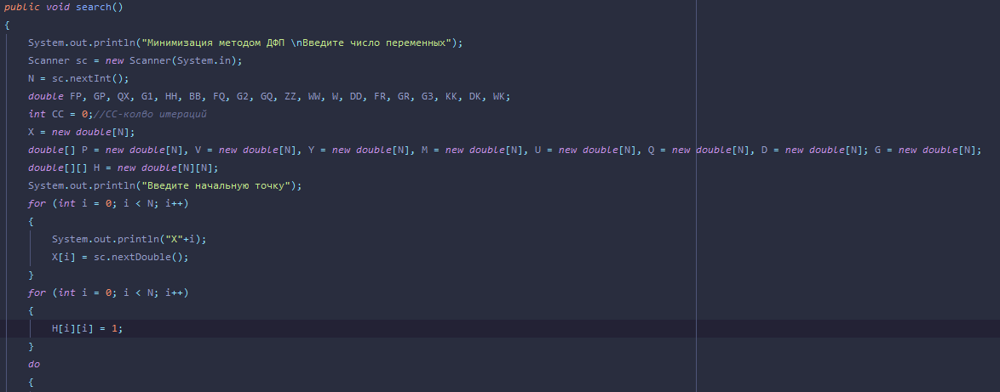 public void search()
{
System.out.println("Минимизация методом ДФП \nВведите число переменных");
Scanner sc = new Scanner(System.in);
N = sc.nextInt();
double FP, GP, QX, G1, HH, BB, FQ, G2, GQ, ZZ, WW, W, DD, FR, GR, G3, KK, DK, WK;
int CC = 0;//СС-колво итераций
X = new double[N];
double[] P = new double[N], V = new double[N], Y = new double[N], M = new double[N], U = new double[N], Q = new double[N], D = new double[N]; G = new double[N];
double[][] H = new double[N][N];
System.out.println("Введите начальную точку");
for (int i = 0; i < N; i++)
{
System.out.println("X"+i);
X[i] = sc.nextDouble();
}
for (int i = 0; i < N; i++)
{
H[i][i] = 1;
}
do
{